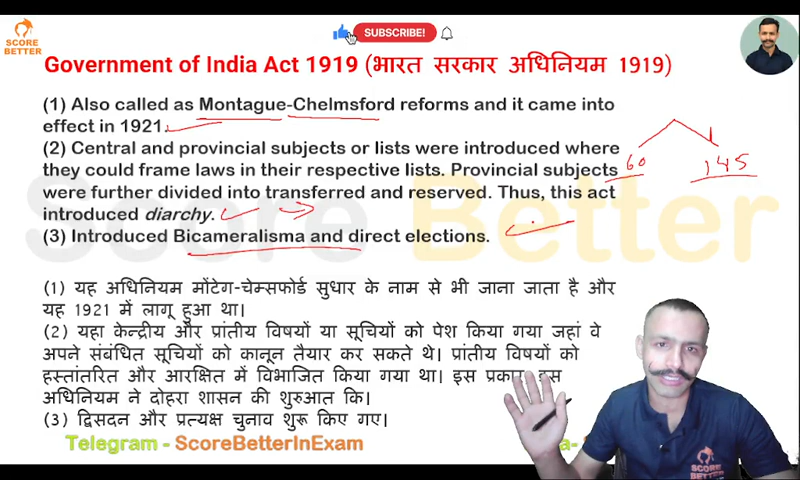 SCORE
BETTER
SUBSCRIBE!
Government of India Act 1919 (भारत सरकार अधिनियम 1919)
(1) Also called as Montague-Chelmsford reforms and it came into
effect in 1921.
(2) Central and provincial subjects or lists were introduced where
they could frame laws in their respective lists. Provincial subjects
were further divided into transferred and reserved. Thus, this act
introduced diarchy.
(3) Introduced Bicameralisma and direct elections.
60
145
Score Better
(1) यह अधिनियम मोंटेग-चेम्सफोर्ड सुधार के नाम से भी जाना जाता है और
यह 1921 में लागू हुआ था।
(2) यहा केन्द्रीय और प्रांतीय विषयों या सूचियों को पेश किया गया जहां वे
अपने संबंधित सूचियों को कानून तैयार कर सकते थे। प्रांतीय विषयों को
हस्तांतरित और आरक्षित में विभाजित किया गया था। इस प्रकार इस
अधिनियम ने दोहरा शासन की शुरुआत कि।
(3) द्विसदन और प्रत्यक्ष चुनाव शुरू किए गए।
Telegram - ScoreBetterInExam
SCORE
BETTER